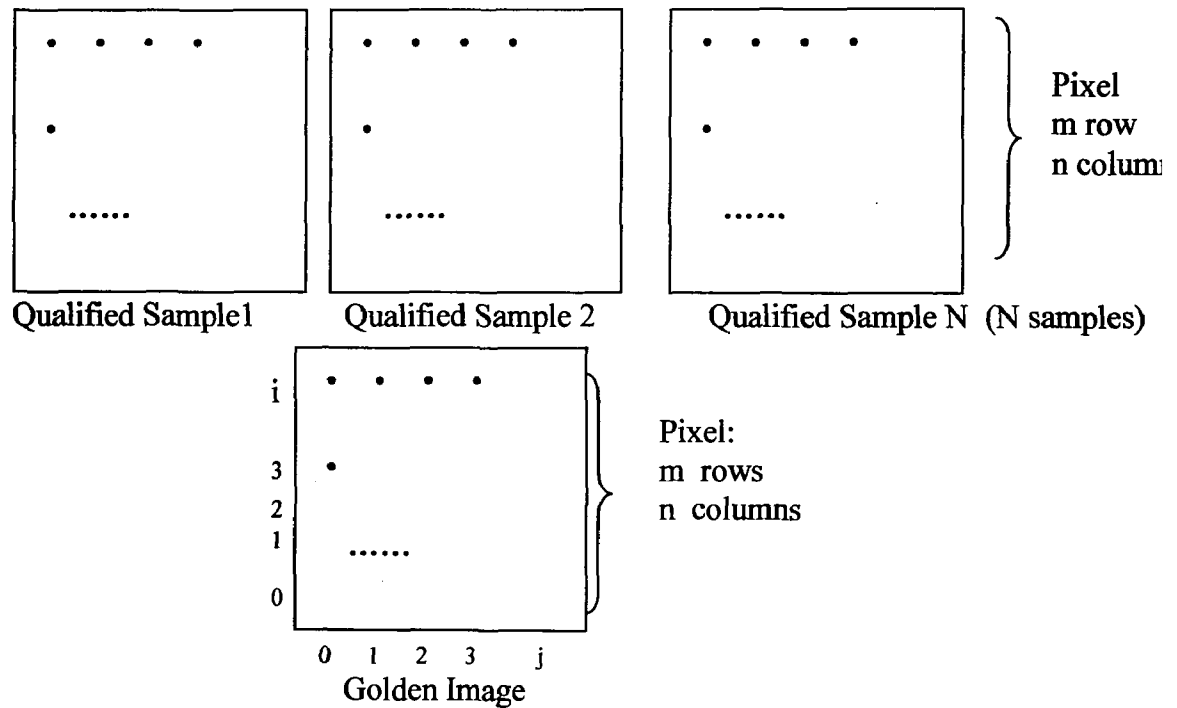 Pixel
m row
n colum
Qualified Sample1
Qualified Sample 2
Qualified Sample N (N samples)
i
3
2
1
0
Pixel:
m rows
n columns
0 1 2 3 j
Golden Image